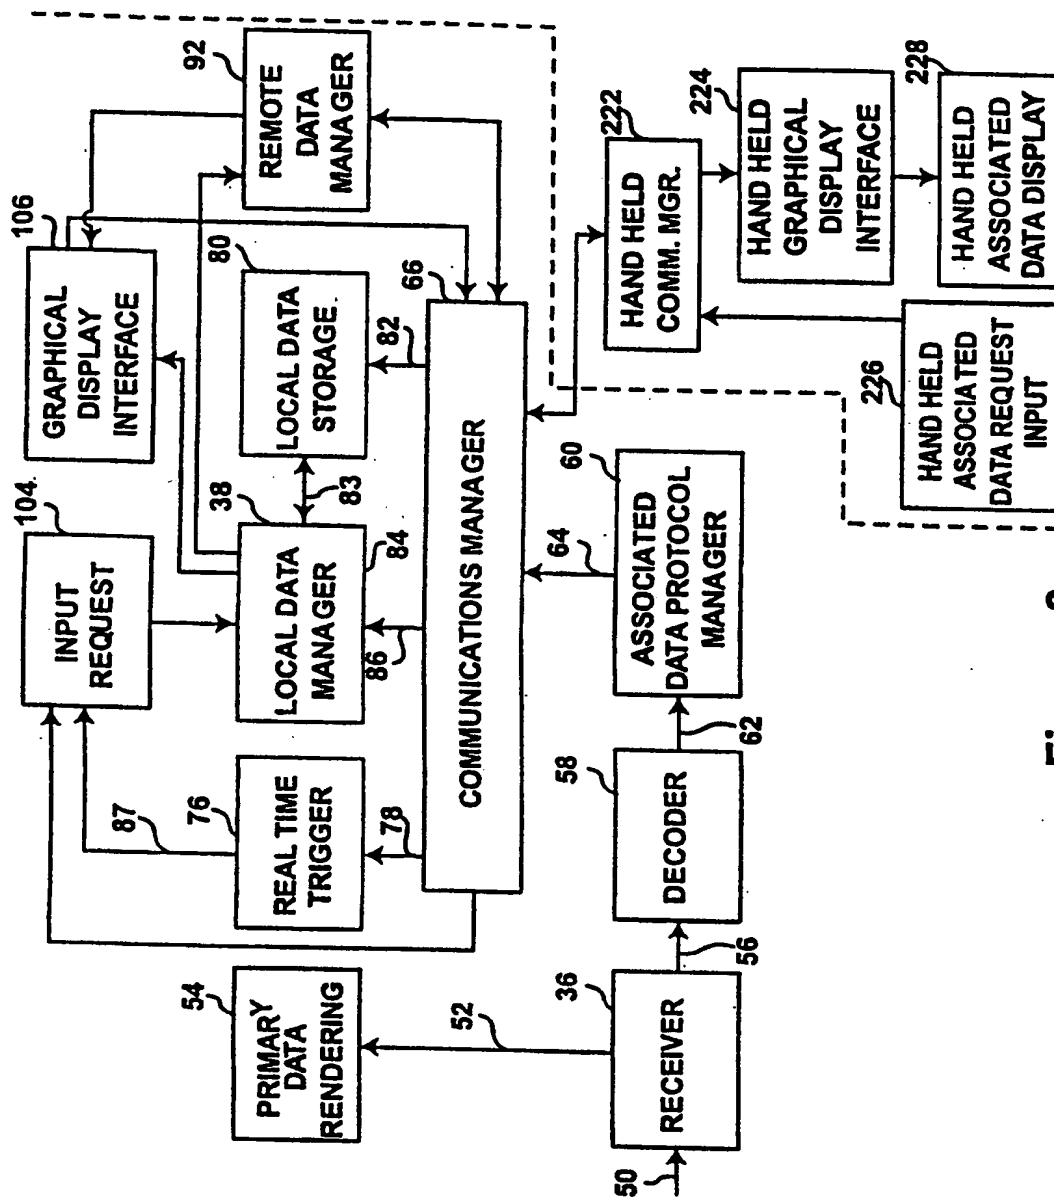 54
PRIMARY
DATA
RENDERING
52
50
RECEIVER
36
56
DECODER
58
62
ASSOCIATED
DATA PROTOCOL
MANAGER
60
64
87
REAL TIME
TRIGGER
76
78
104
INPUT
REQUEST
LOCAL DATA
MANAGER
38
84
86
83
LOCAL DATA
STORAGE.
80
82
GRAPHICAL
DISPLAY
INTERFACE
106
REMOTE
DATA
MANAGER
92
COMMUNICATIONS MANAGER
66
HAND HELD
COMM. MGR.
222
HAND HELD
GRAPHICAL
DISPLAY
INTERFACE
224
HAND HELD
ASSOCIATED
DATA REQUEST
INPUT
226
HAND HELD
ASSOCIATED
DATA DISPLAY
228